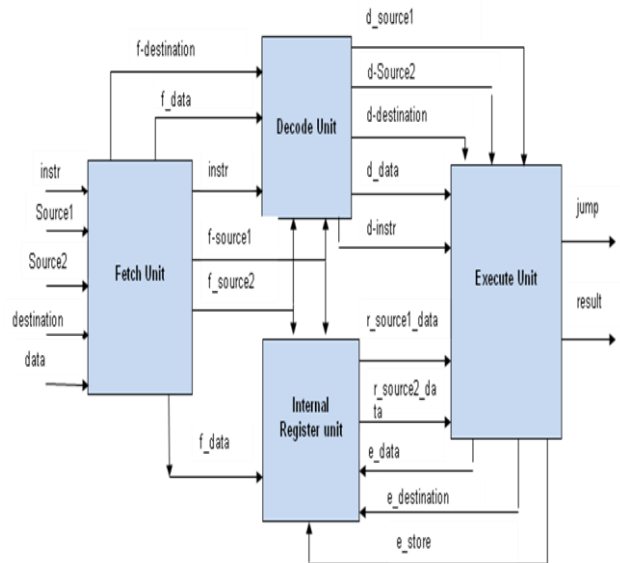 d_source1
f-destination
d-Source2
f_data
Decode Unit
d-destination
instr
instr
d_data
Source1
jump
f-source1
d-instr
Source2
Fetch Unit
f_source2
Execute Unit
destination
r_source1_data
result
data
Internal
Register unit
r_source2_da
ta
f_data
e_data
e_destination
e_store